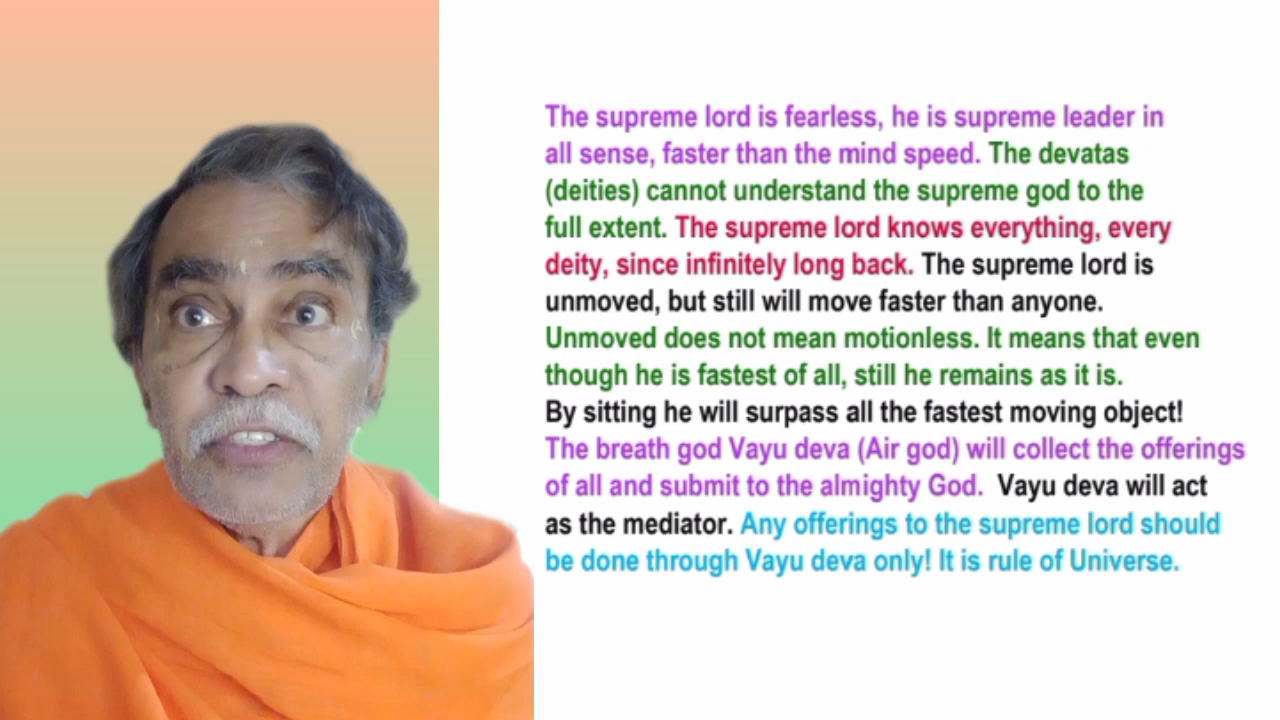 The supreme lord is fearless, he is supreme leader in
all sense, faster than the mind speed. The devatas
(deities) cannot understand the supreme god to the
full extent. The supreme lord knows everything, every
deity, since infinitely long back. The supreme lord is
unmoved, but still will move faster than anyone.
Unmoved does not mean motionless. It means that even
though he is fastest of all, still he remains as it is.
By sitting he will surpass all the fastest moving object!
The breath god Vayu deva (Air god) will collect the offerings
of all and submit to the almighty God. Vayu deva will act
as the mediator. Any offerings to the supreme lord should
be done through Vayu deva only! It is rule of Universe.